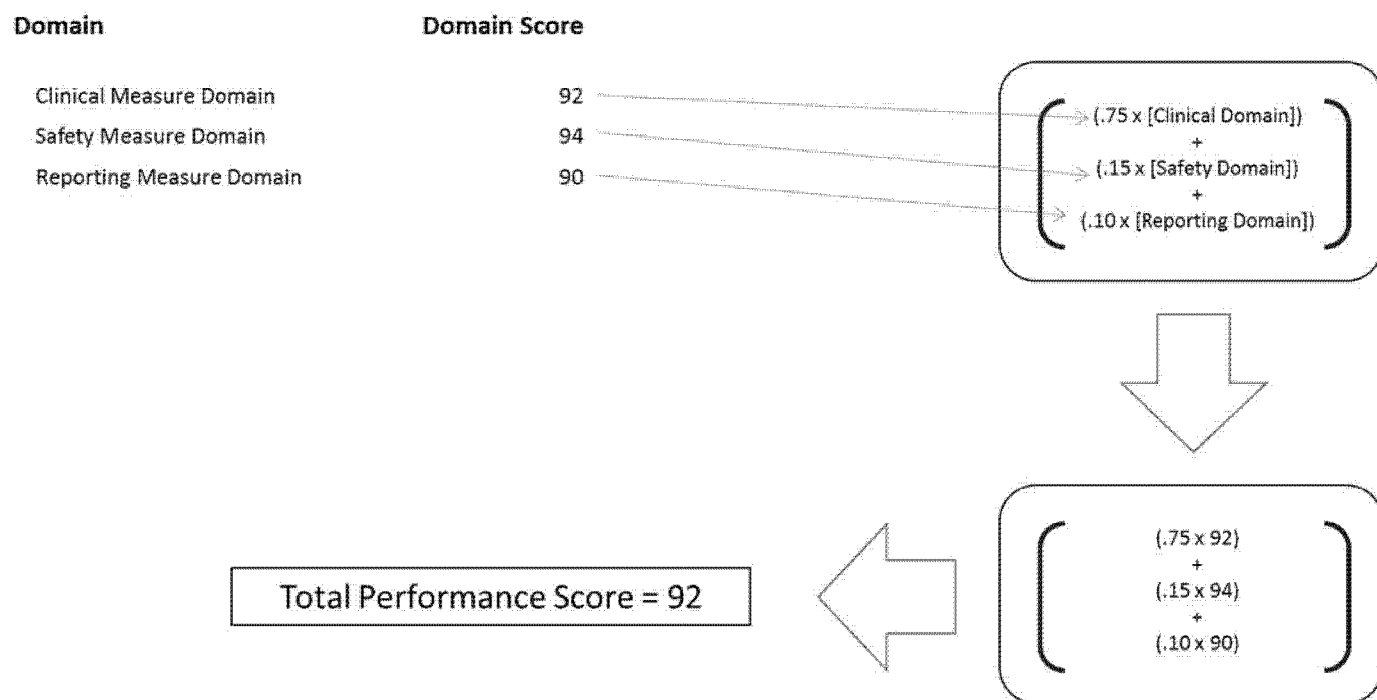 Domain Domain Score
Clinical Measure Domain 92
Safety Measure Domain 94
Reporting Measure Domain 90
(.75 x [Clinical Domain])
+
(.15 x [Safety Domain])
+
(.10 x [Reporting Domain])
(.75 x 92)
+
(.15 x 94)
+
(.10 x 90)
Total Performance Score = 92